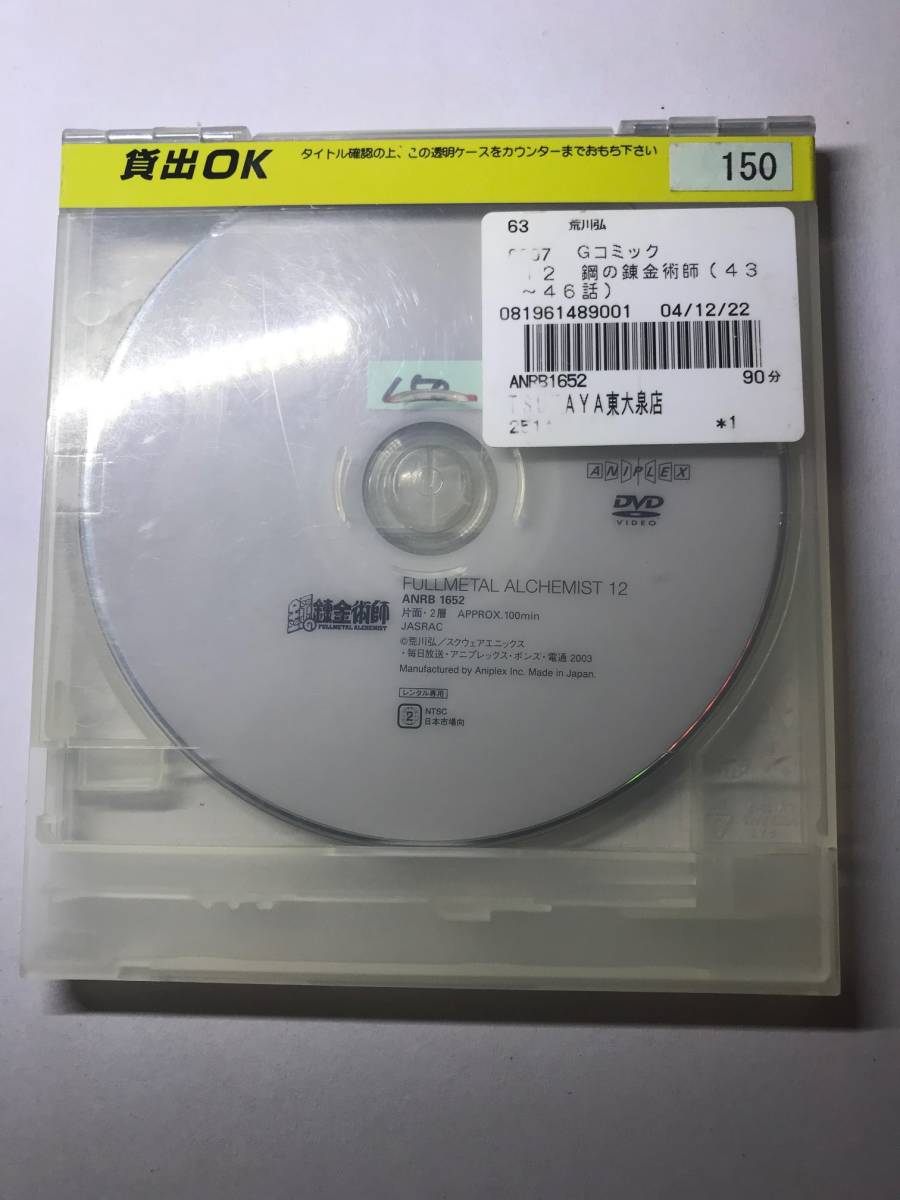 貸出OK
タイトル確認の上、この透明ケースをカウンターまでおもち下さい
150
63 荒川弘
Gコミック
2 鋼の錬金術師(43
~46話)
081961489001 04/12/22
ANRB1652 90分
AYA東大泉店
*1
ANIPLEX
DVD
VIDEO
FULLMETAL ALCHEMIST 12
鋼の錬金術師
FULLMETAL ALCHEMIST
ANRB 1652
片面・2層 APPROX.100min
JASRAC
©荒川弘/スクウェアエニックス
・毎日放送・アニプレックス・ボンズ・電通 2003
Manufactured by Aniplex Inc. Made in Japan.
レンタル専用
2 NTSC
日本市場向